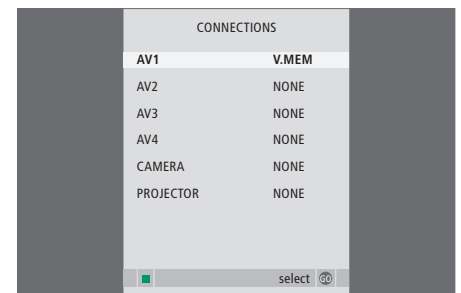 CONNECTIONS
AV1 V.MEM
AV2 NONE
AV3 NONE
AV4 NONE
CAMERA NONE
PROJECTOR NONE
select GO